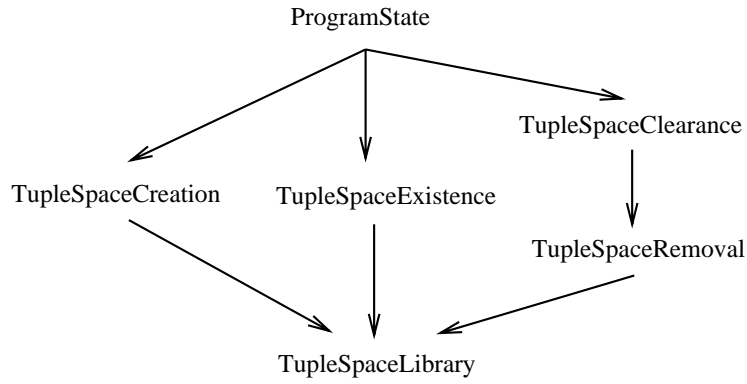 ProgramState
TupleSpaceClearance
TupleSpaceCreation
TupleSpaceExistence
TupleSpaceRemoval
TupleSpaceLibrary